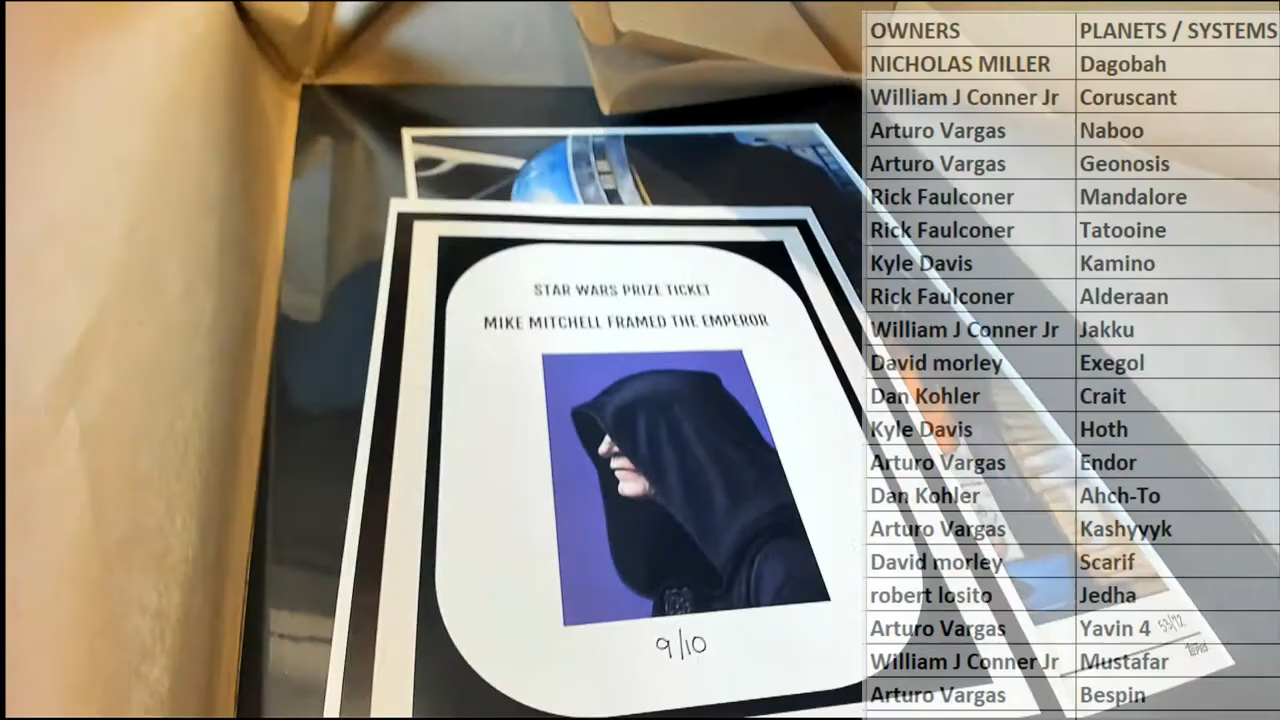 STAR WARS PRIZE TICKET
MIKE MITCHELL FRAMED THE EMPEROR
9/10
OWNERS PLANETS / SYSTEMS
NICHOLAS MILLER Dagobah
William J Conner Jr Coruscant
Arturo Vargas Naboo
Arturo Vargas Geonosis
Rick Faulconer Mandalore
Rick Faulconer Tatooine
Kyle Davis Kamino
Rick Faulconer Alderaan
William J Conner Jr Jakku
David morley Exegol
Dan Kohler Crait
Kyle Davis Hoth
Arturo Vargas Endor
Dan Kohler Ahch-To
Arturo Vargas Kashyyyk
David morley Scarif
robert losito Jedha
Arturo Vargas Yavin 4
William J Conner Jr Mustafar
Arturo Vargas Bespin